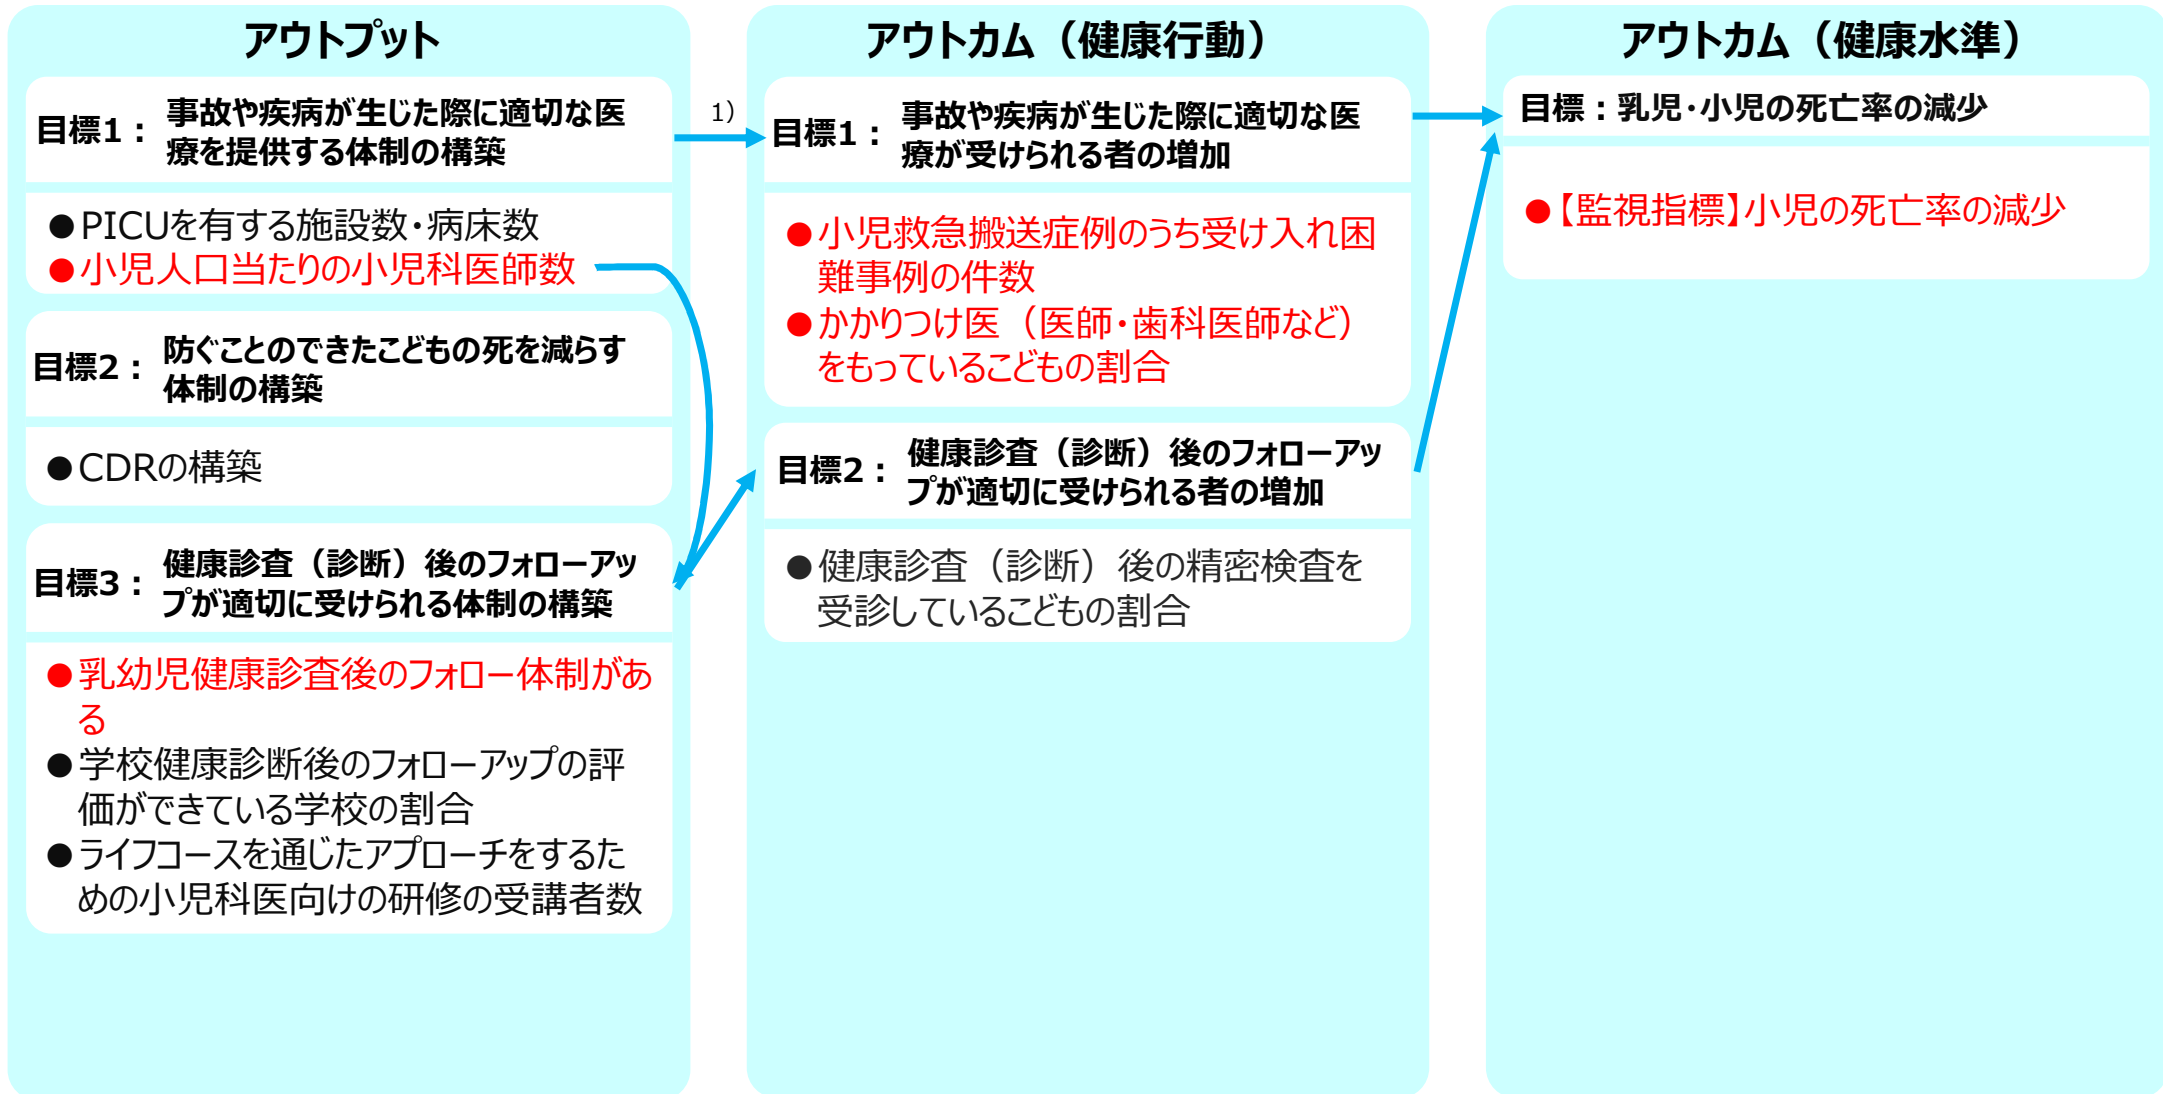 アウトプット
目標1：
事故や疾病が生じた際に適切な医
療を提供する体制の構築
●PICUを有する施設数・病床数
●小児人口当たりの小児科医師数
目標2：
防ぐことのできたこどもの死を減らす
体制の構築
●CDRの構築
目標3：
健康診査（診断）後のフォローアッ
プが適切に受けられる体制の構築
●乳幼児健康診査後のフォロー体制があ
る
●学校健康診断後のフォローアップの評
価ができている学校の割合
●ライフコースを通じたアプローチをするた
めの小児科医向けの研修の受講者数
1）
アウトカム（健康行動）
目標1：
事故や疾病が生じた際に適切な医
療が受けられる者の増加
●小児救急搬送症例のうち受け入れ困
難事例の件数
●かかりつけ医（医師・歯科医師など）
をもっているこどもの割合
目標2：
健康診査（診断）後のフォローアッ
プが適切に受けられる者の増加
●健康診査（診断）後の精密検査を
受診しているこどもの割合
アウトカム（健康水準）
目標：乳児・小児の死亡率の減少
●【監視指標】小児の死亡率の減少